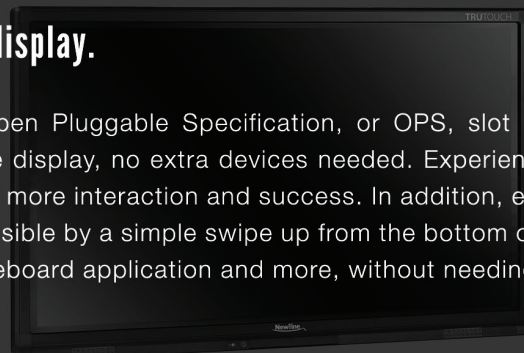 TRUTOUCH
display.
pen Pluggable Specification, or OPS, slot
e display, no extra devices needed. Experien
more interaction and success. In addition, e
sible by a simple swipe up from the bottom o
eboard application and more, without needin
Newline